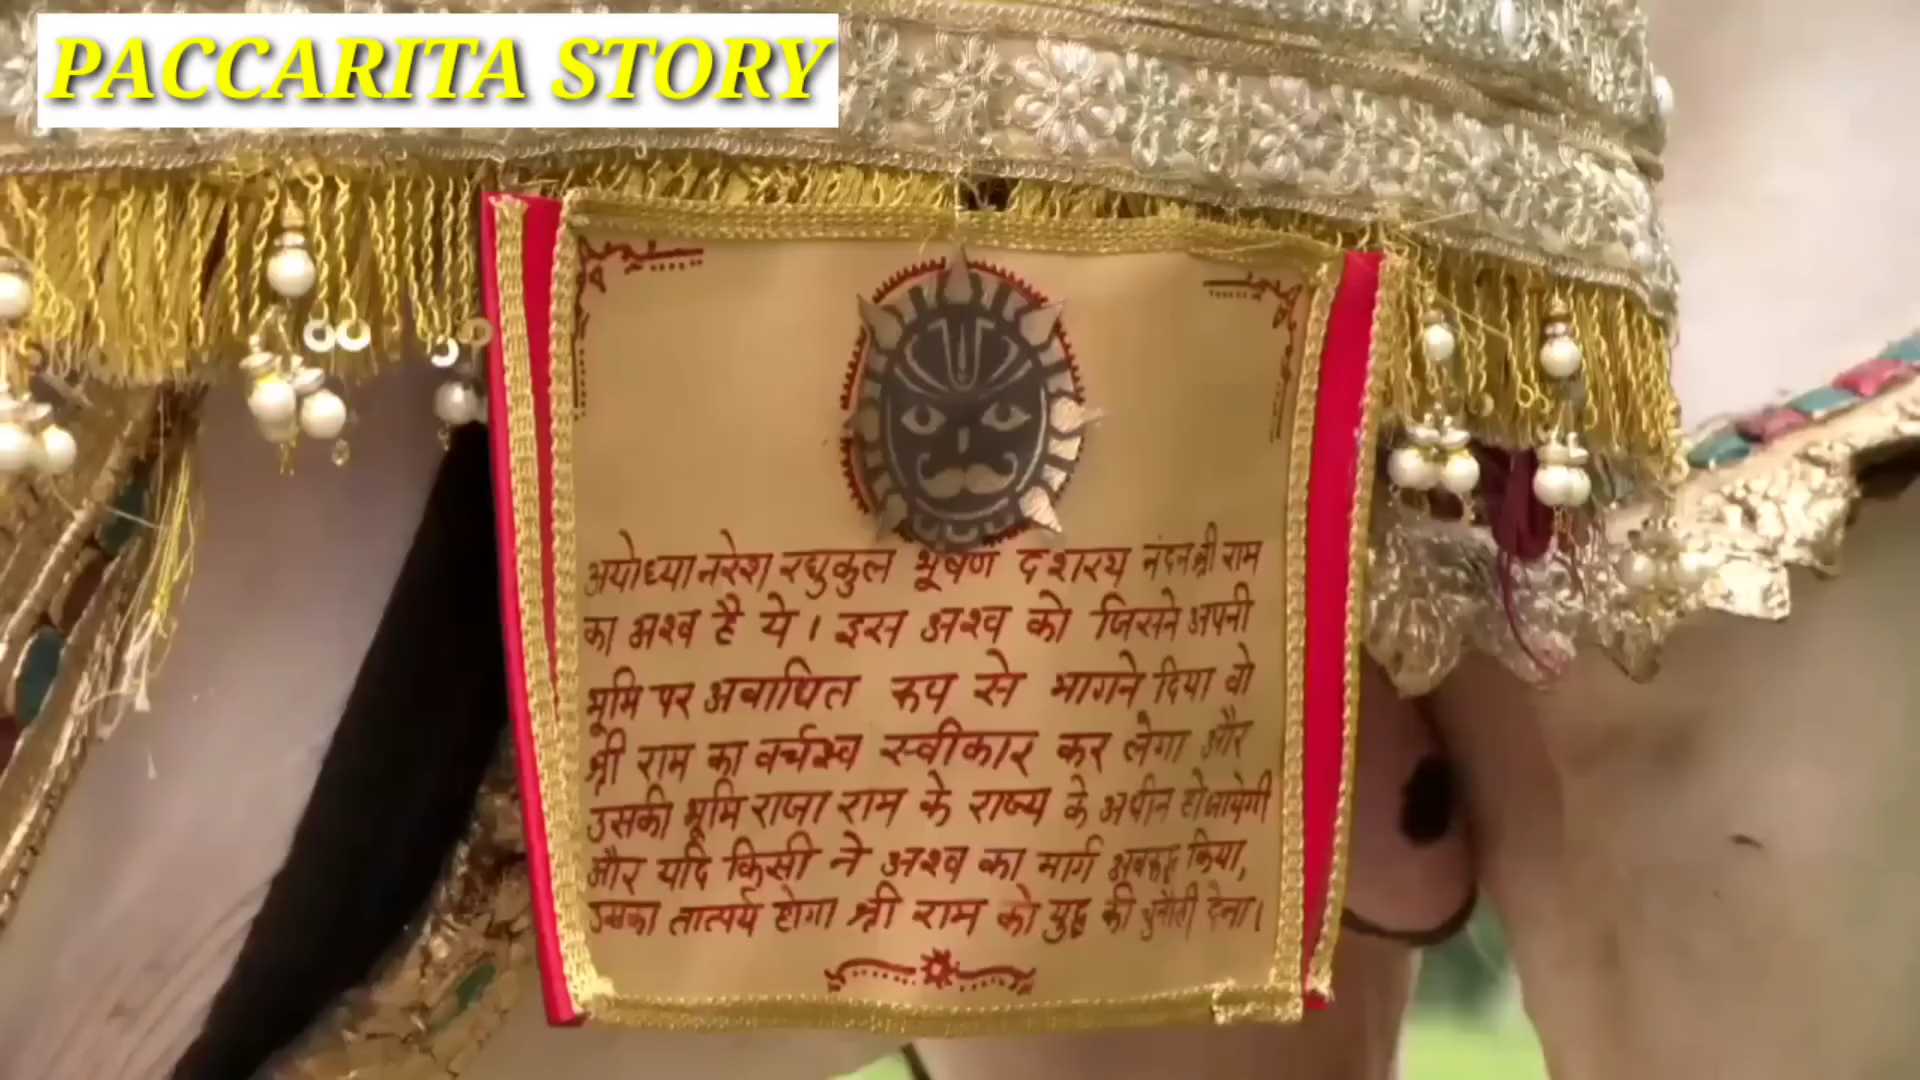 PACCARITA STORY
अयोध्या नरेश रघुकुल भूषण दशरथ नंदन श्री राम
का अश्व है ये। इस अश्व को जिसने अपनी
भूमि पर अबाधित रूप से भागने दिया वो
श्री राम का वर्चस्व स्वीकार कर लेगा और
उसकी भूमि राजा राम के राज्य के अधीन हो जायेगी
और यदि किसी ने अश्व का मार्ग अवरुद्ध किया,
उसका तात्पर्य होगा श्री राम को युद्ध की चुनौती देना।